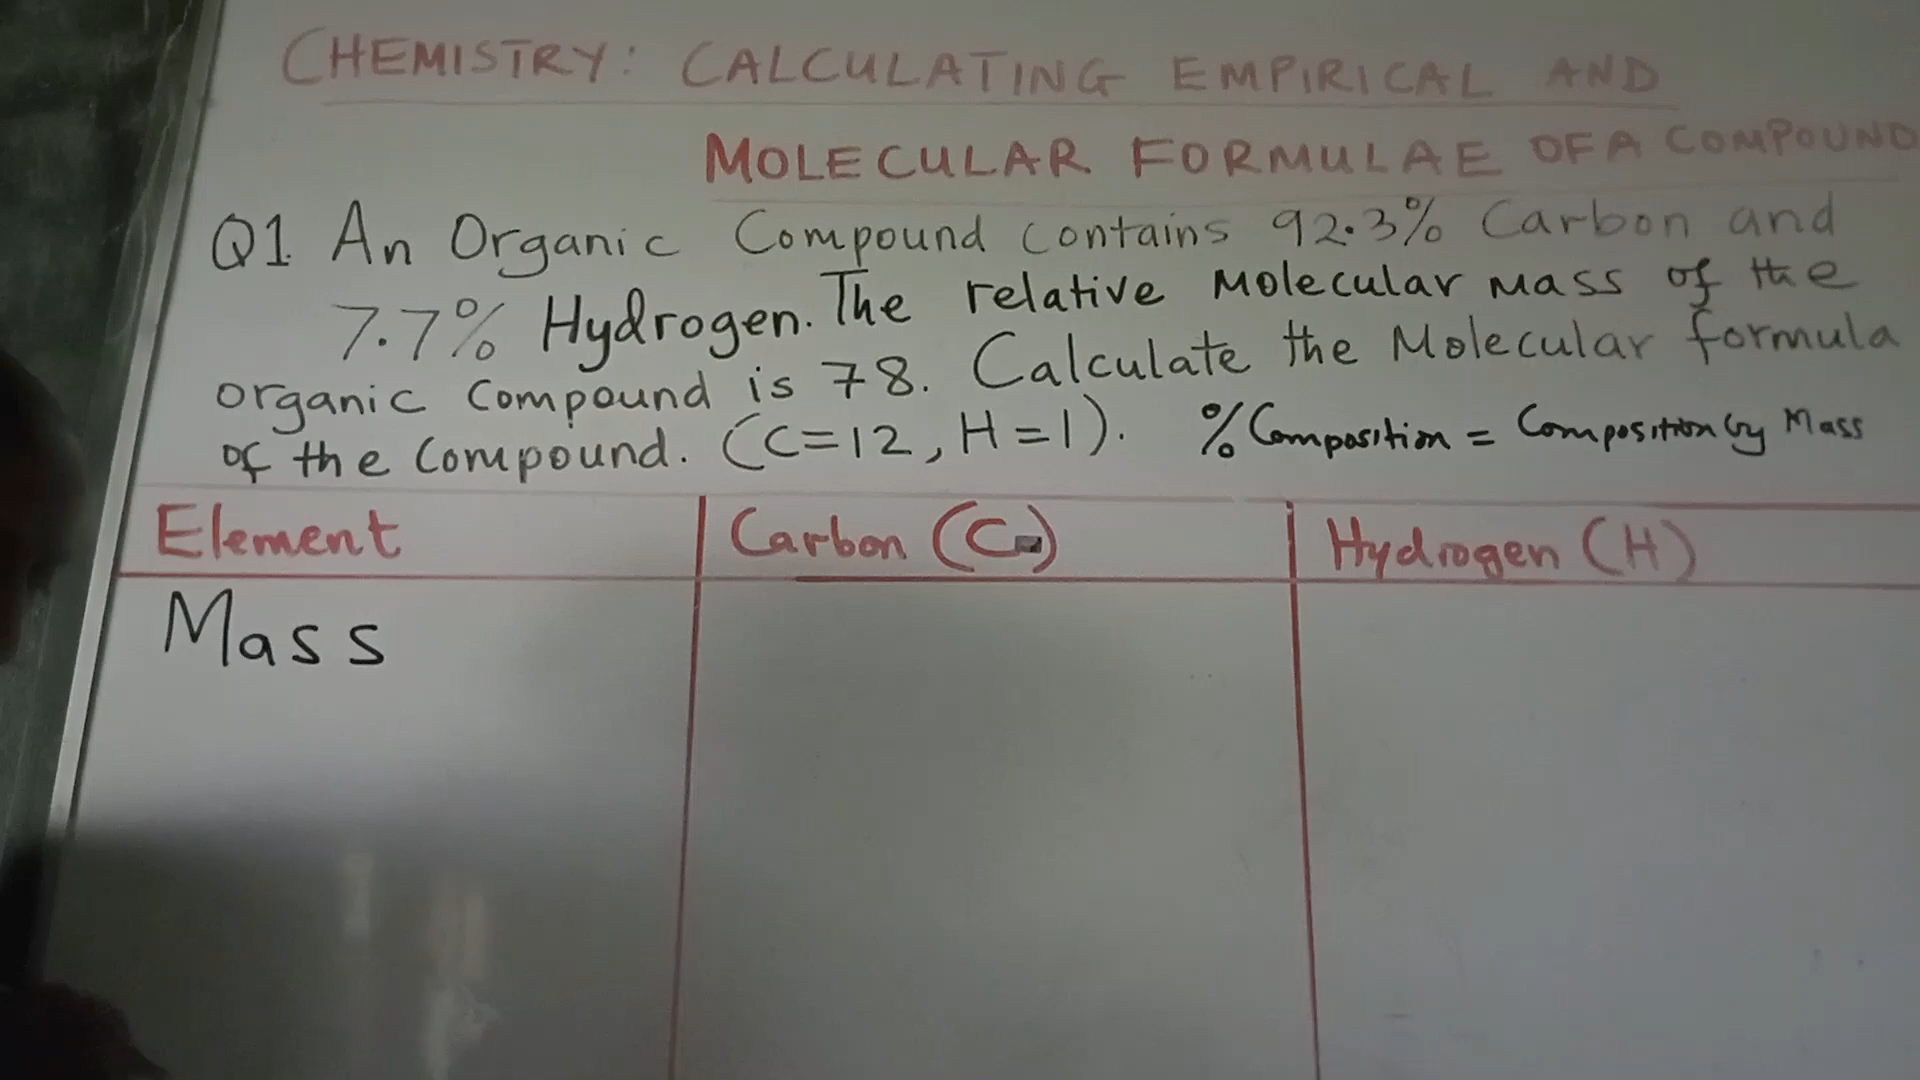 CHEMISTRY: CALCULATING EMPIRICAL AND
MOLECULAR FORMULAE OF A COMPOUND
Q1. An Organic Compound contains 92.3% Carbon and
7.7% Hydrogen. The relative Molecular mass of the
organic compound is 78. Calculate the Molecular formula
of the compound. (C=12, H=1). % Composition = Composition by Mass
Element Carbon (C) Hydrogen (H)
Mass